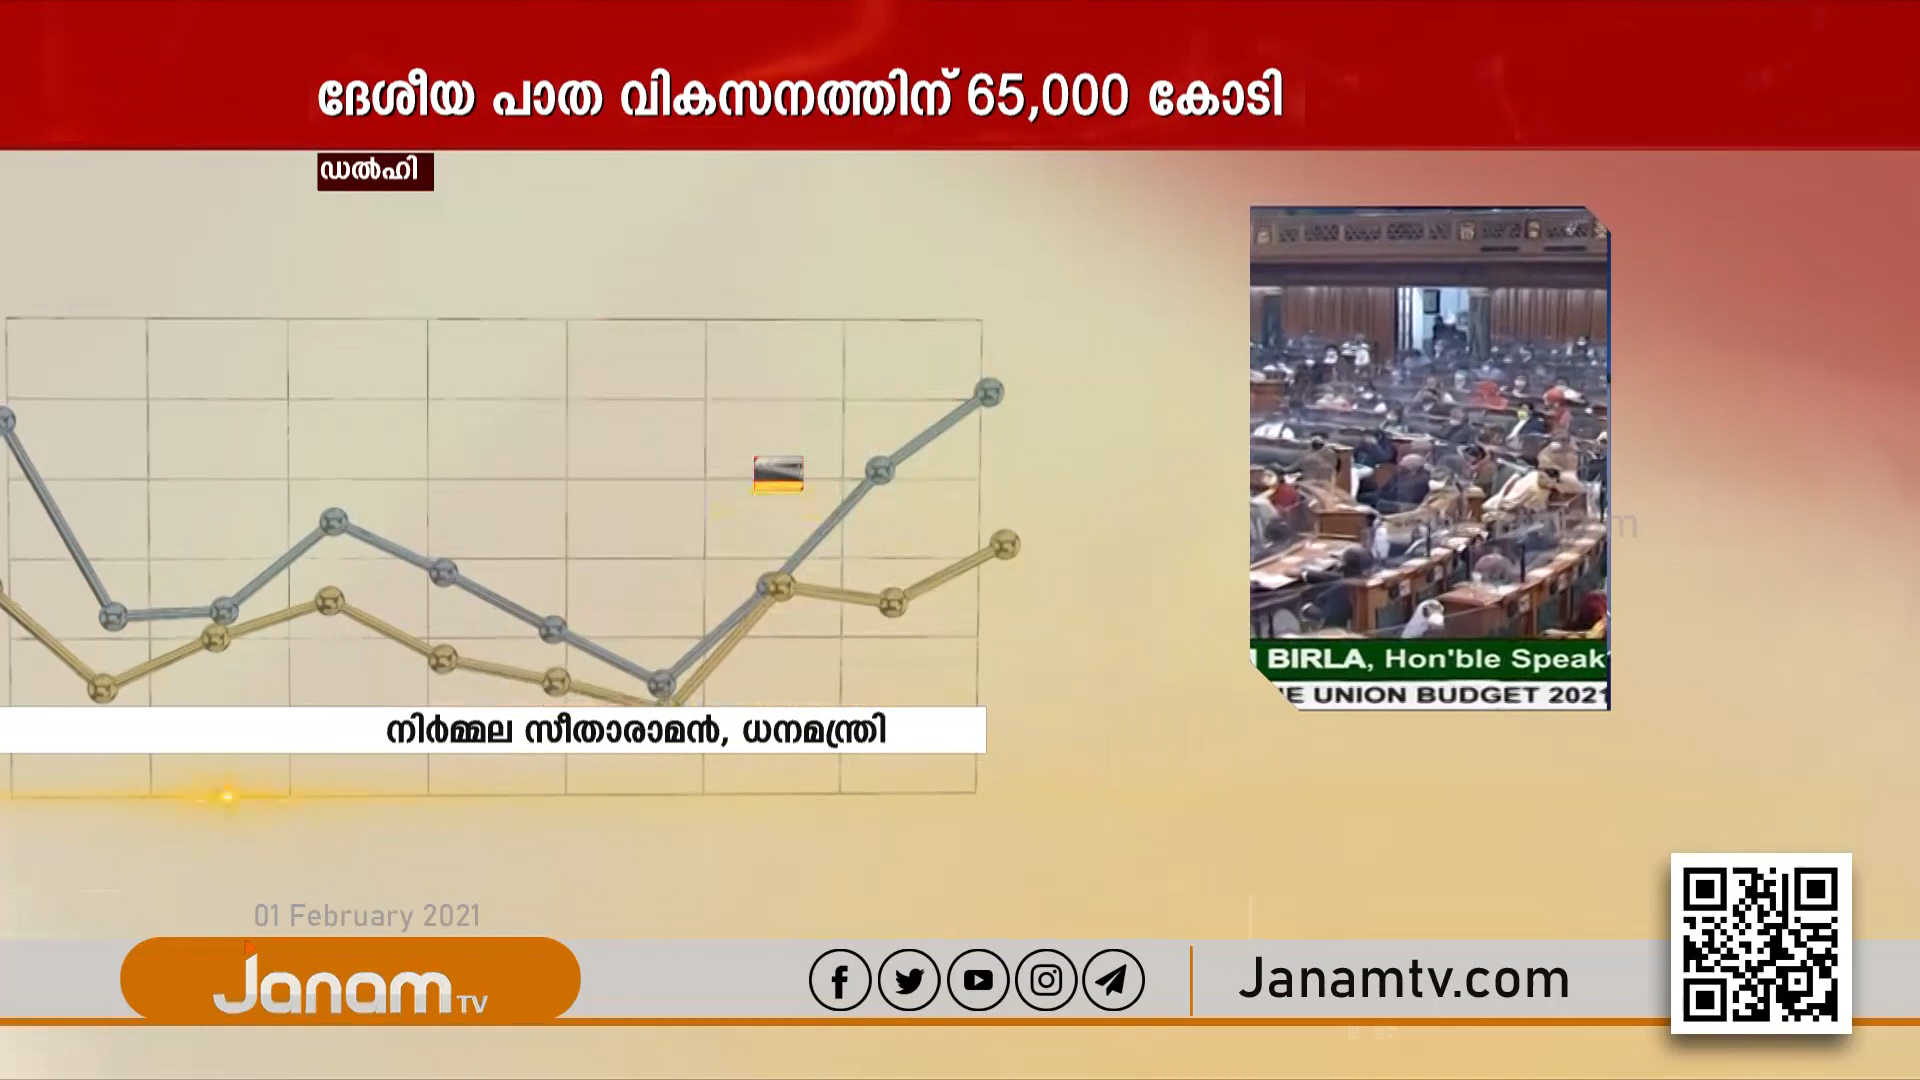 ദേശീയ പാത വികസനത്തിന് 65,000 കോടി
ഡൽഹി
BIRLA, Hon'ble Speak
UNION BUDGET 2021
നിർമ്മല സീതാരാമൻ, ധനമന്ത്രി
01 February 2021
Janam TV
Janamtv.com